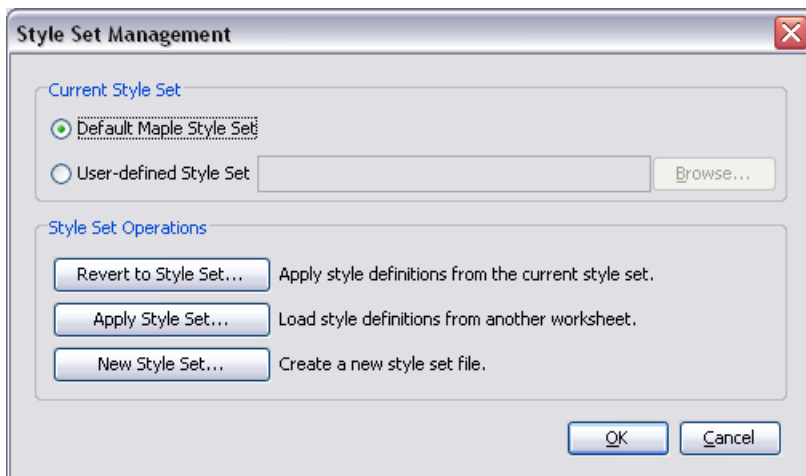 Style Set Management
Current Style Set
Default Maple Style Set
User-defined Style Set Browse...
Style Set Operations
Revert to Style Set... Apply style definitions from the current style set.
Apply Style Set... Load style definitions from another worksheet.
New Style Set... Create a new style set file.
OK Cancel